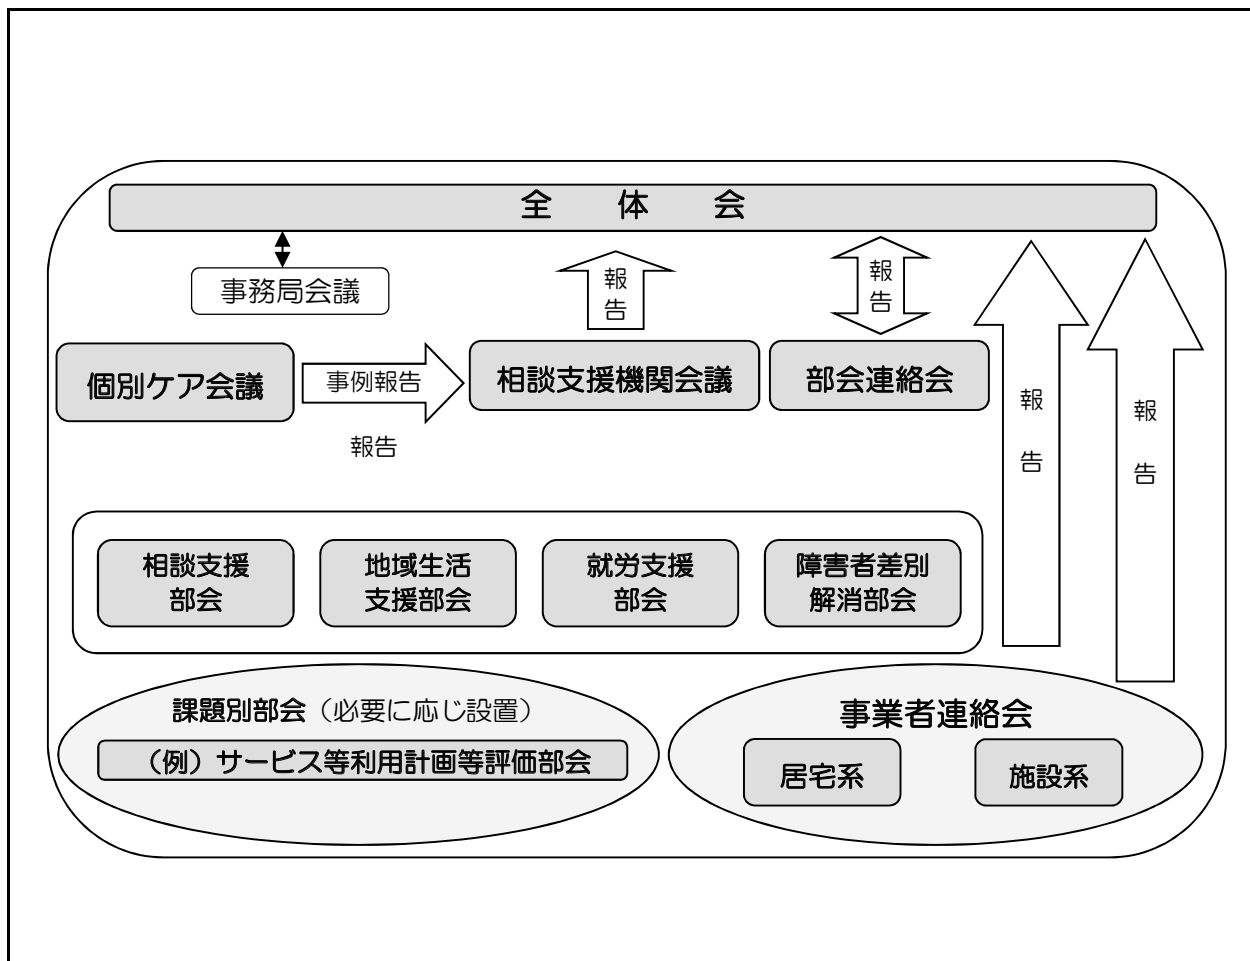 全　体　会
事務局会議
報
告
報
告
個別ケア会議
事例報告
相談支援機関会議
部会連絡会
報告
報
告
報
告
相談支援
部会
地域生活
支援部会
就労支援
部会
障害者差別
解消部会
課題別部会（必要に応じ設置）
（例）サービス等利用計画等評価部会
事業者連絡会
居宅系
施設系